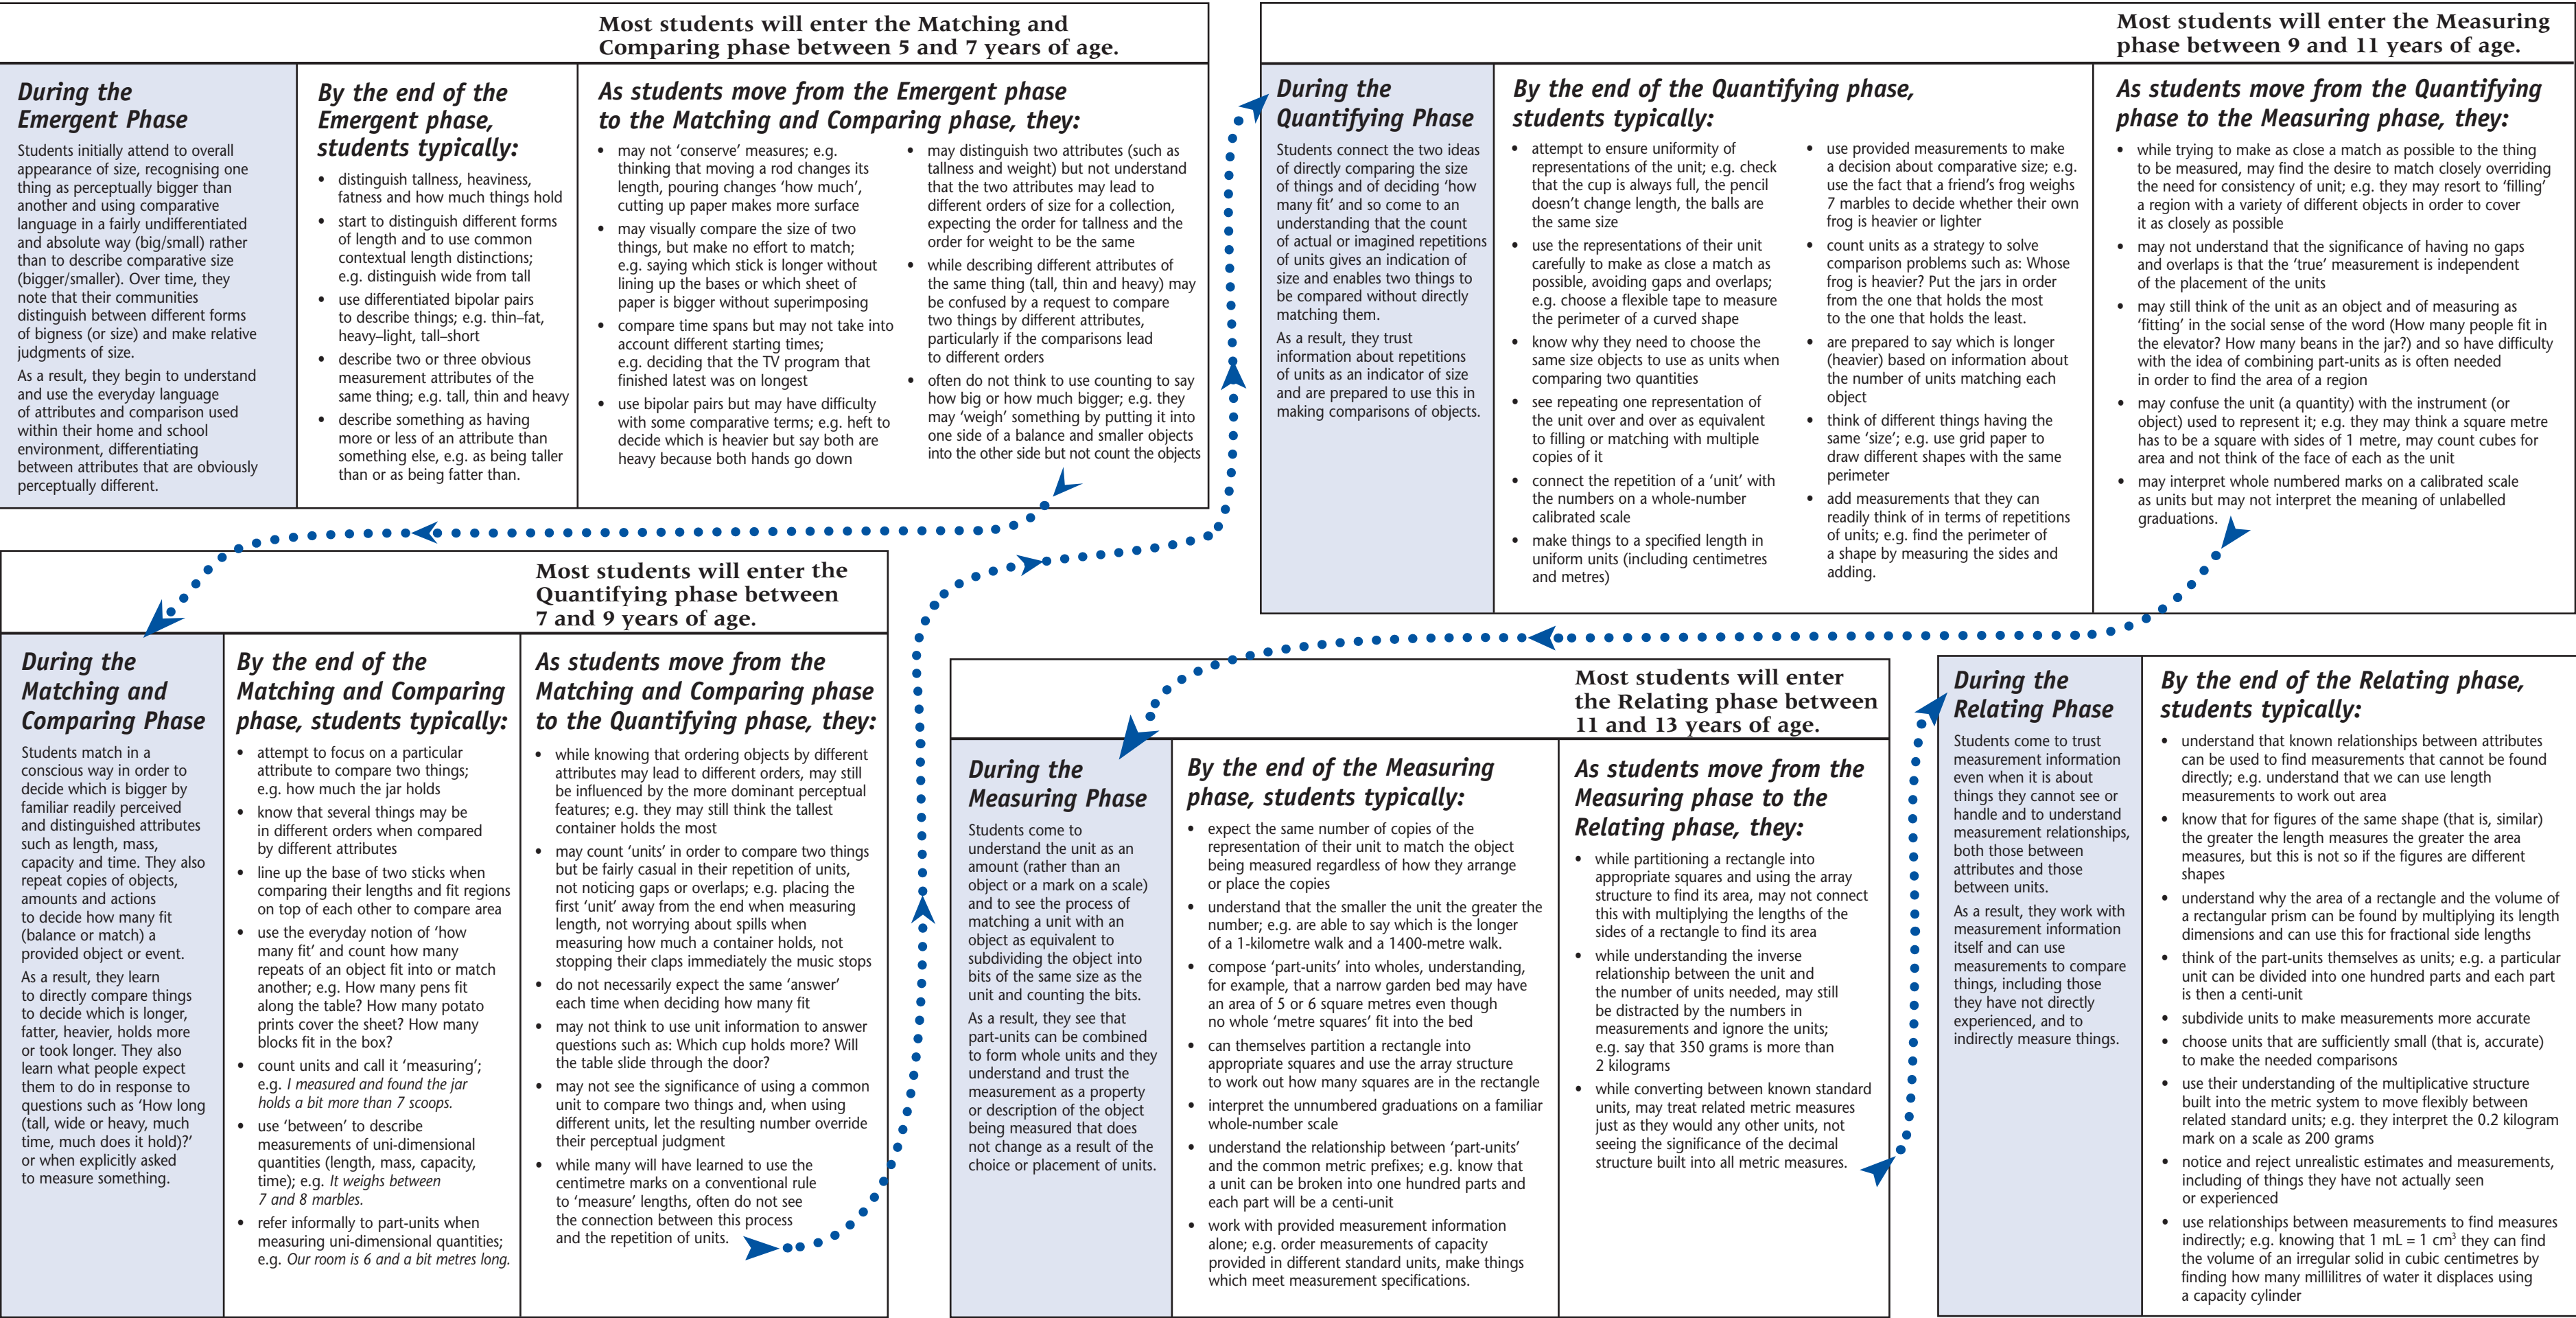 Most students will enter the Matching and
Comparing phase between 5 and 7 years of age.
During the
Emergent Phase
Students initially attend to overall
appearance of size, recognising one
thing as perceptually bigger than
another and using comparative
language in a fairly undifferentiated
and absolute way (big/small) rather
than to describe comparative size
(bigger/smaller). Over time, they
note that their communities
distinguish between different forms
of bigness (or size) and make relative
judgments of size.
As a result, they begin to understand
and use the everyday language
of attributes and comparison used
within their home and school
environment, differentiating
between attributes that are obviously
perceptually different.
By the end of the
Emergent phase,
students typically:
• distinguish tallness, heaviness,
fatness and how much things hold
• start to distinguish different forms
of length and to use common
contextual length distinctions;
e.g. distinguish wide from tall
• use differentiated bipolar pairs
to describe things; e.g. thin–fat,
heavy–light, tall–short
• describe two or three obvious
measurement attributes of the
same thing; e.g. tall, thin and heavy
• describe something as having
more or less of an attribute than
something else, e.g. as being taller
than or as being fatter than.
As students move from the Emergent phase
to the Matching and Comparing phase, they:
• may not ‘conserve’ measures; e.g.
thinking that moving a rod changes its
length, pouring changes ‘how much’,
cutting up paper makes more surface
• may visually compare the size of two
things, but make no effort to match;
e.g. saying which stick is longer without
lining up the bases or which sheet of
paper is bigger without superimposing
• compare time spans but may not take into
account different starting times;
e.g. deciding that the TV program that
finished latest was on longest
• use bipolar pairs but may have difficulty
with some comparative terms; e.g. heft to
decide which is heavier but say both are
heavy because both hands go down
• may distinguish two attributes (such as
tallness and weight) but not understand
that the two attributes may lead to
different orders of size for a collection,
expecting the order for tallness and the
order for weight to be the same
• while describing different attributes of
the same thing (tall, thin and heavy) may
be confused by a request to compare
two things by different attributes,
particularly if the comparisons lead
to different orders
• often do not think to use counting to say
how big or how much bigger; e.g. they
may ‘weigh’ something by putting it into
one side of a balance and smaller objects
into the other side but not count the objects
Most students will enter the
Quantifying phase between
7 and 9 years of age.
During the
Matching and
Comparing Phase
Students match in a
conscious way in order to
decide which is bigger by
familiar readily perceived
and distinguished attributes
such as length, mass,
capacity and time. They also
repeat copies of objects,
amounts and actions
to decide how many fit
(balance or match) a
provided object or event.
As a result, they learn
to directly compare things
to decide which is longer,
fatter, heavier, holds more
or took longer. They also
learn what people expect
them to do in response to
questions such as ‘How long
(tall, wide or heavy, much
time, much does it hold)?’
or when explicitly asked
to measure something.
By the end of the
Matching and Comparing
phase, students typically:
• attempt to focus on a particular
attribute to compare two things;
e.g. how much the jar holds
• know that several things may be
in different orders when compared
by different attributes
• line up the base of two sticks when
comparing their lengths and fit regions
on top of each other to compare area
• use the everyday notion of ‘how
many fit’ and count how many
repeats of an object fit into or match
another; e.g. How many pens fit
along the table? How many potato
prints cover the sheet? How many
blocks fit in the box?
• count units and call it ‘measuring’;
e.g. I measured and found the jar
holds a bit more than 7 scoops.
• use ‘between’ to describe
measurements of uni-dimensional
quantities (length, mass, capacity,
time); e.g. It weighs between
7 and 8 marbles.
• refer informally to part-units when
measuring uni-dimensional quantities;
e.g. Our room is 6 and a bit metres long.
As students move from the
Matching and Comparing phase
to the Quantifying phase, they:
• while knowing that ordering objects by different
attributes may lead to different orders, may still
be influenced by the more dominant perceptual
features; e.g. they may still think the tallest
container holds the most
• may count ‘units’ in order to compare two things
but be fairly casual in their repetition of units,
not noticing gaps or overlaps; e.g. placing the
first ‘unit’ away from the end when measuring
length, not worrying about spills when
measuring how much a container holds, not
stopping their claps immediately the music stops
• do not necessarily expect the same ‘answer’
each time when deciding how many fit
• may not think to use unit information to answer
questions such as: Which cup holds more? Will
the table slide through the door?
• may not see the significance of using a common
unit to compare two things and, when using
different units, let the resulting number override
their perceptual judgment
• while many will have learned to use the
centimetre marks on a conventional rule
to ‘measure’ lengths, often do not see
the connection between this process
and the repetition of units.
Most students will enter the Measuring
phase between 9 and 11 years of age.
During the
Quantifying Phase
Students connect the two ideas
of directly comparing the size
of things and of deciding ‘how
many fit’ and so come to an
understanding that the count
of actual or imagined repetitions
of units gives an indication of
size and enables two things to
be compared without directly
matching them.
As a result, they trust
information about repetitions
of units as an indicator of size
and are prepared to use this in
making comparisons of objects.
By the end of the Quantifying phase,
students typically:
• attempt to ensure uniformity of
representations of the unit; e.g. check
that the cup is always full, the pencil
doesn’t change length, the balls are
the same size
• use the representations of their unit
carefully to make as close a match as
possible, avoiding gaps and overlaps;
e.g. choose a flexible tape to measure
the perimeter of a curved shape
• know why they need to choose the
same size objects to use as units when
comparing two quantities
• see repeating one representation of
the unit over and over as equivalent
to filling or matching with multiple
copies of it
• connect the repetition of a ‘unit’ with
the numbers on a whole-number
calibrated scale
• make things to a specified length in
uniform units (including centimetres
and metres)
• use provided measurements to make
a decision about comparative size; e.g.
use the fact that a friend’s frog weighs
7 marbles to decide whether their own
frog is heavier or lighter
• count units as a strategy to solve
comparison problems such as: Whose
frog is heavier? Put the jars in order
from the one that holds the most
to the one that holds the least.
• are prepared to say which is longer
(heavier) based on information about
the number of units matching each
object
• think of different things having the
same ‘size’; e.g. use grid paper to
draw different shapes with the same
perimeter
• add measurements that they can
readily think of in terms of repetitions
of units; e.g. find the perimeter of
a shape by measuring the sides and
adding.
As students move from the Quantifying
phase to the Measuring phase, they:
• while trying to make as close a match as possible to the thing
to be measured, may find the desire to match closely overriding
the need for consistency of unit; e.g. they may resort to ‘filling’
a region with a variety of different objects in order to cover
it as closely as possible
• may not understand that the significance of having no gaps
and overlaps is that the ‘true’ measurement is independent
of the placement of the units
• may still think of the unit as an object and of measuring as
‘fitting’ in the social sense of the word (How many people fit in
the elevator? How many beans in the jar?) and so have difficulty
with the idea of combining part-units as is often needed
in order to find the area of a region
• may confuse the unit (a quantity) with the instrument (or
object) used to represent it; e.g. they may think a square metre
has to be a square with sides of 1 metre, may count cubes for
area and not think of the face of each as the unit
• may interpret whole numbered marks on a calibrated scale
as units but may not interpret the meaning of unlabelled
graduations.
Most students will enter
the Relating phase between
11 and 13 years of age.
During the
Measuring Phase
Students come to
understand the unit as an
amount (rather than an
object or a mark on a scale)
and to see the process of
matching a unit with an
object as equivalent to
subdividing the object into
bits of the same size as the
unit and counting the bits.
As a result, they see that
part-units can be combined
to form whole units and they
understand and trust the
measurement as a property
or description of the object
being measured that does
not change as a result of the
choice or placement of units.
By the end of the Measuring
phase, students typically:
• expect the same number of copies of the
representation of their unit to match the object
being measured regardless of how they arrange
or place the copies
• understand that the smaller the unit the greater the
number; e.g. are able to say which is the longer
of a 1-kilometre walk and a 1400-metre walk.
• compose ‘part-units’ into wholes, understanding,
for example, that a narrow garden bed may have
an area of 5 or 6 square metres even though
no whole ‘metre squares’ fit into the bed
• can themselves partition a rectangle into
appropriate squares and use the array structure
to work out how many squares are in the rectangle
• interpret the unnumbered graduations on a familiar
whole-number scale
• understand the relationship between ‘part-units’
and the common metric prefixes; e.g. know that
a unit can be broken into one hundred parts and
each part will be a centi-unit
• work with provided measurement information
alone; e.g. order measurements of capacity
provided in different standard units, make things
which meet measurement specifications.
As students move from the
Measuring phase to the
Relating phase, they:
• while partitioning a rectangle into
appropriate squares and using the array
structure to find its area, may not connect
this with multiplying the lengths of the
sides of a rectangle to find its area
• while understanding the inverse
relationship between the unit and
the number of units needed, may still
be distracted by the numbers in
measurements and ignore the units;
e.g. say that 350 grams is more than
2 kilograms
• while converting between known standard
units, may treat related metric measures
just as they would any other units, not
seeing the significance of the decimal
structure built into all metric measures.
During the
Relating Phase
Students come to trust
measurement information
even when it is about
things they cannot see or
handle and to understand
measurement relationships,
both those between
attributes and those
between units.
As a result, they work with
measurement information
itself and can use
measurements to compare
things, including those
they have not directly
experienced, and to
indirectly measure things.
By the end of the Relating phase,
students typically:
• understand that known relationships between attributes
can be used to find measurements that cannot be found
directly; e.g. understand that we can use length
measurements to work out area
• know that for figures of the same shape (that is, similar)
the greater the length measures the greater the area
measures, but this is not so if the figures are different
shapes
• understand why the area of a rectangle and the volume of
a rectangular prism can be found by multiplying its length
dimensions and can use this for fractional side lengths
• think of the part-units themselves as units; e.g. a particular
unit can be divided into one hundred parts and each part
is then a centi-unit
• subdivide units to make measurements more accurate
• choose units that are sufficiently small (that is, accurate)
to make the needed comparisons
• use their understanding of the multiplicative structure
built into the metric system to move flexibly between
related standard units; e.g. they interpret the 0.2 kilogram
mark on a scale as 200 grams
• notice and reject unrealistic estimates and measurements,
including of things they have not actually seen
or experienced
• use relationships between measurements to find measures
indirectly; e.g. knowing that 1 mL = 1 cm³ they can find
the volume of an irregular solid in cubic centimetres by
finding how many millilitres of water it displaces using
a capacity cylinder